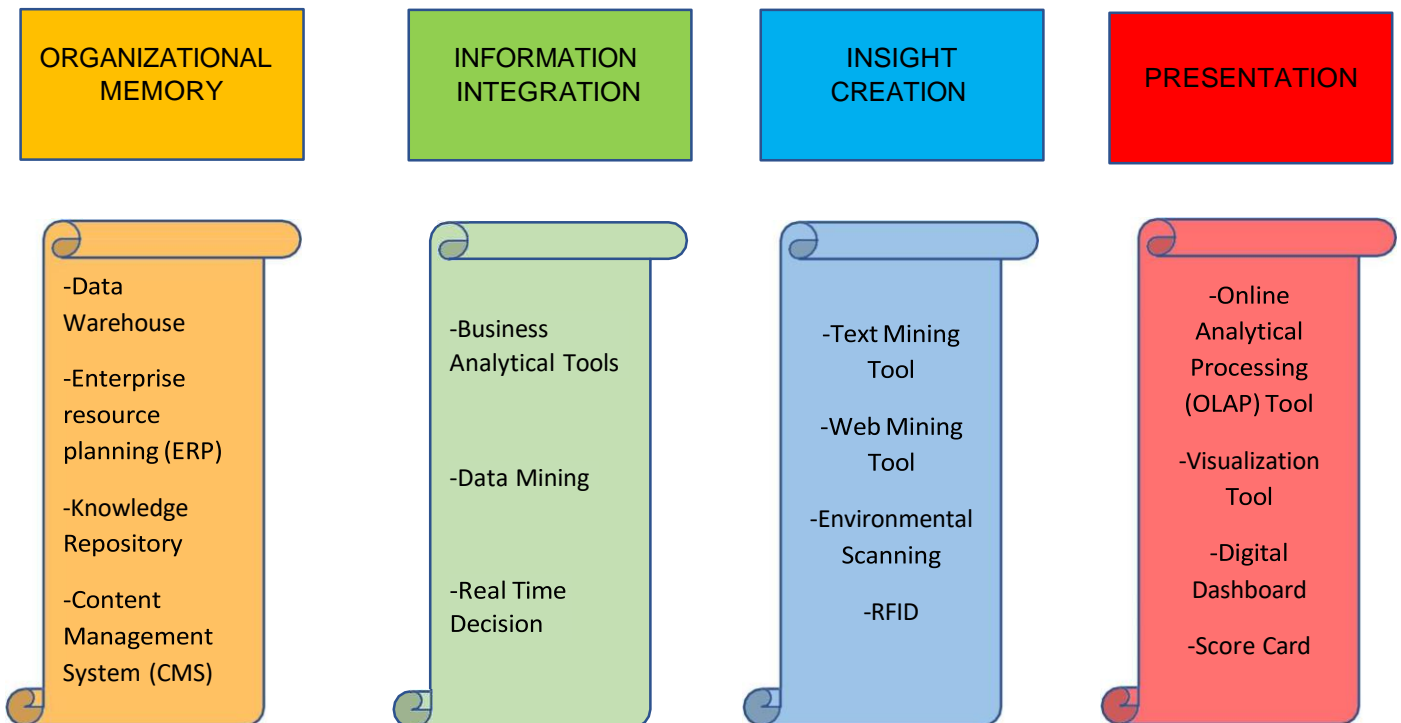 ORGANIZATIONAL
MEMORY
INFORMATION
INTEGRATION
INSIGHT
CREATION
PRESENTATION
-Data
Warehouse
-Enterprise
resource
planning (ERP)
-Knowledge
Repository
-Content
Management
System (CMS)
-Business
Analytical Tools
-Data Mining
-Real Time
Decision
-Text Mining
Tool
-Web Mining
Tool
-Environmental
Scanning
-RFID
-Online
Analytical
Processing
(OLAP) Tool
-Visualization
Tool
-Digital
Dashboard
-Score Card